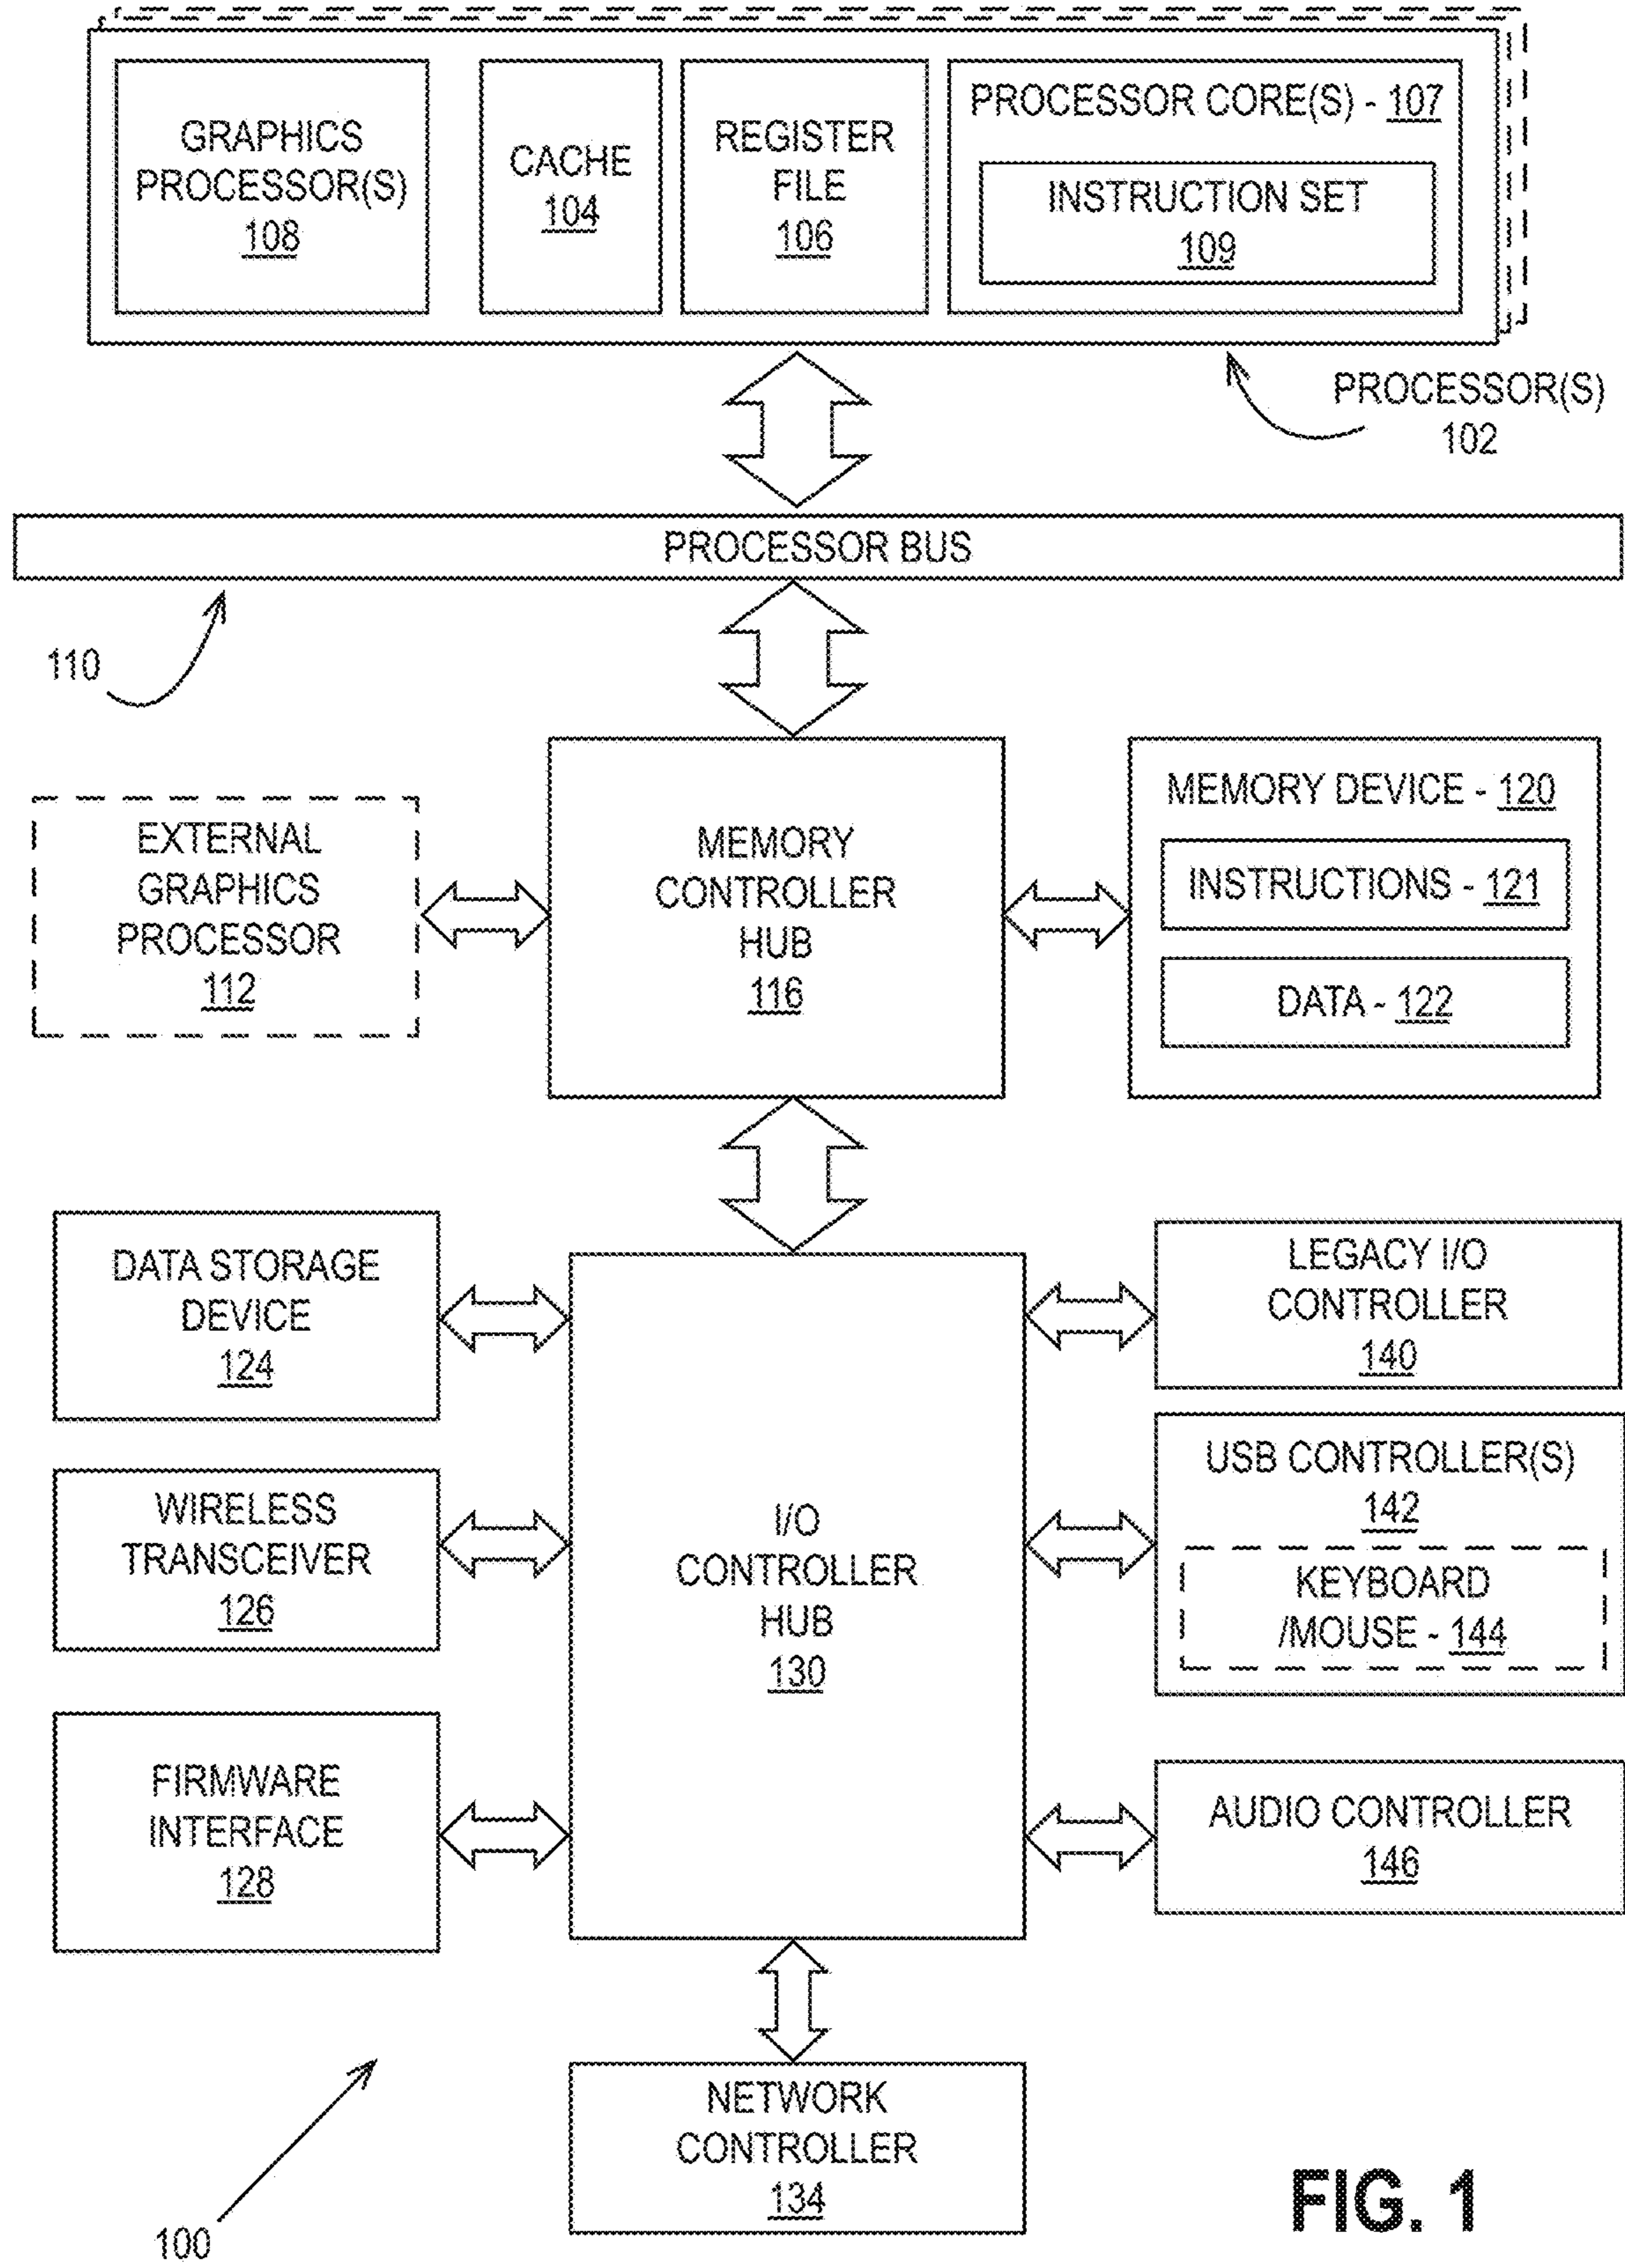 GRAPHICS
PROCESSOR(S)
108
CACHE
104
REGISTER
FILE
106
PROCESSOR CORE(S) - 107
INSTRUCTION SET
109
PROCESSOR(S)
102
PROCESSOR BUS
110
EXTERNAL
GRAPHICS
PROCESSOR
112
MEMORY
CONTROLLER
HUB
116
MEMORY DEVICE - 120
INSTRUCTIONS - 121
DATA - 122
DATA STORAGE
DEVICE
124
WIRELESS
TRANSCEIVER
126
FIRMWARE
INTERFACE
128
I/O
CONTROLLER
HUB
130
LEGACY I/O
CONTROLLER
140
USB CONTROLLER(S)
142
KEYBOARD
/MOUSE - 144
AUDIO CONTROLLER
146
NETWORK
CONTROLLER
134
100
FIG. 1